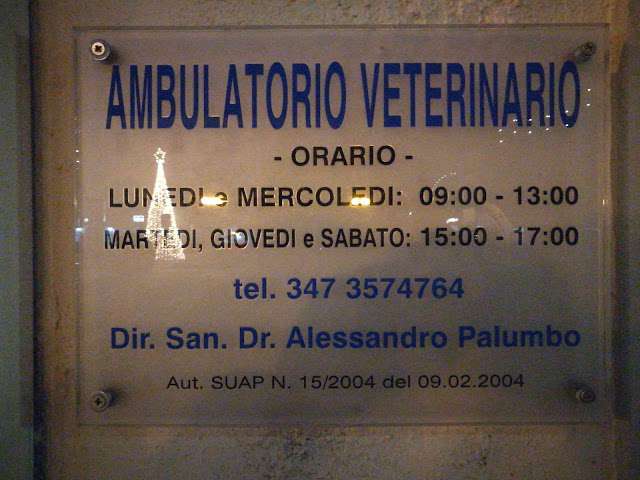 AMBULATORIO VETERINARIO
- ORARIO -
LUNEDI e MERCOLEDI: 09:00 - 13:00
MARTEDI, GIOVEDI e SABATO: 15:00 - 17:00
tel. 347 3574764
Dir. San. Dr. Alessandro Palumbo
Aut. SUAP N. 15/2004 del 09.02.2004